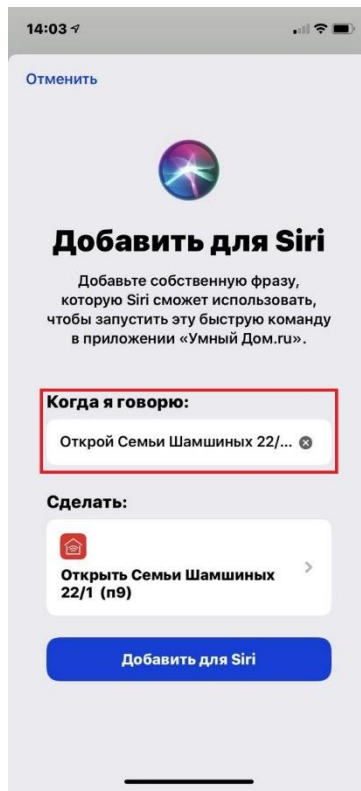 14:03
Отменить
Добавить для Siri
Добавьте собственную фразу,
которую Siri сможет использовать,
чтобы запустить эту быструю команду
в приложении «Умный Дом.ru».
Когда я говорю:
Открой Семьи Шамшиных 22/...
Сделать:
Открыть Семьи Шамшиных
22/1 (п9)
Добавить для Siri